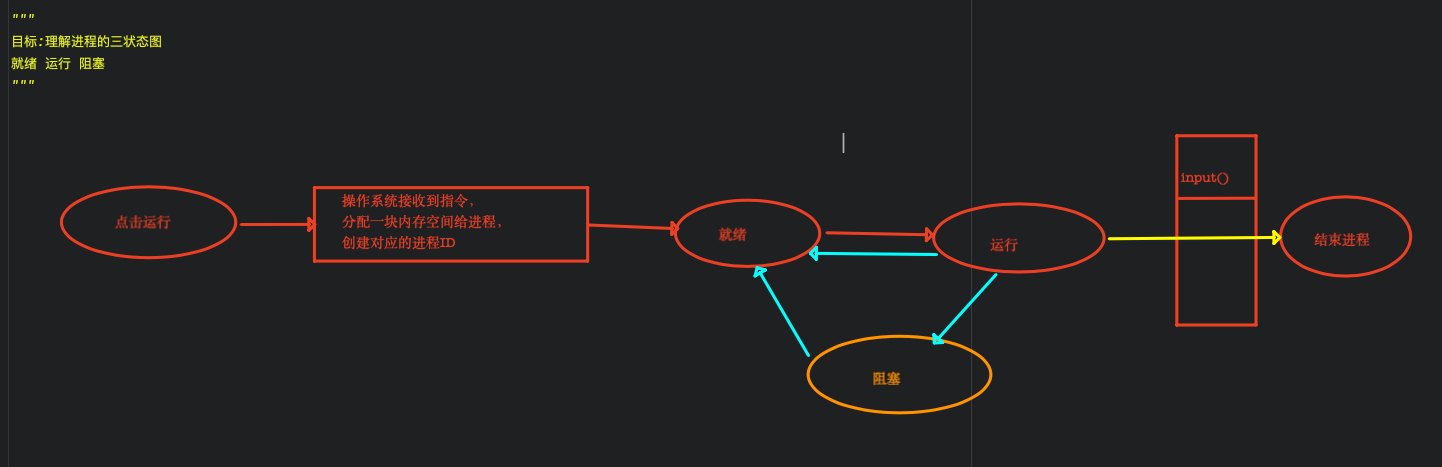 """
目标:理解进程的三状态图
就绪 运行 阻塞
"""
点击运行
操作系统接收到指令，
分配一块内存空间给进程，
创建对应的进程ID
就绪
运行
input()
结束进程
阻塞